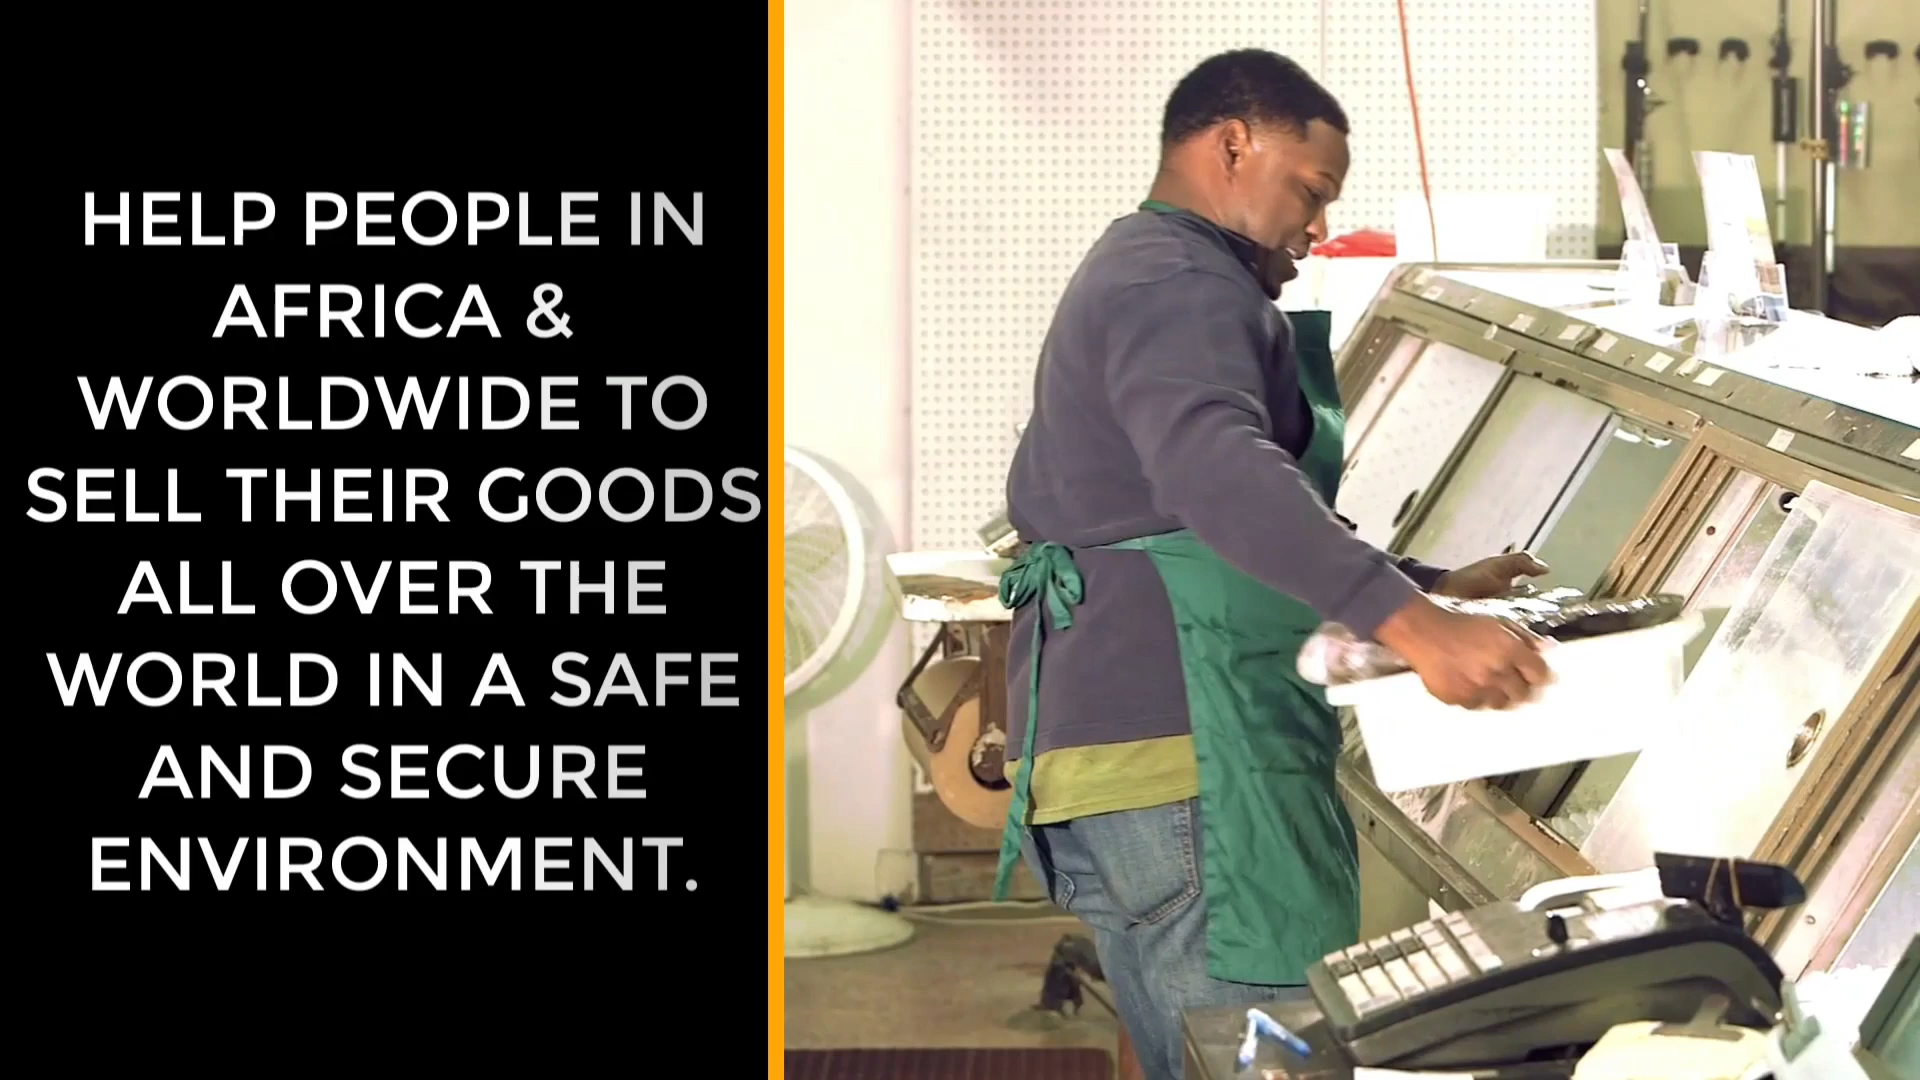 HELP PEOPLE IN
AFRICA &
WORLDWIDE TO
SELL THEIR GOODS
ALL OVER THE
WORLD IN A SAFE
AND SECURE
ENVIRONMENT.